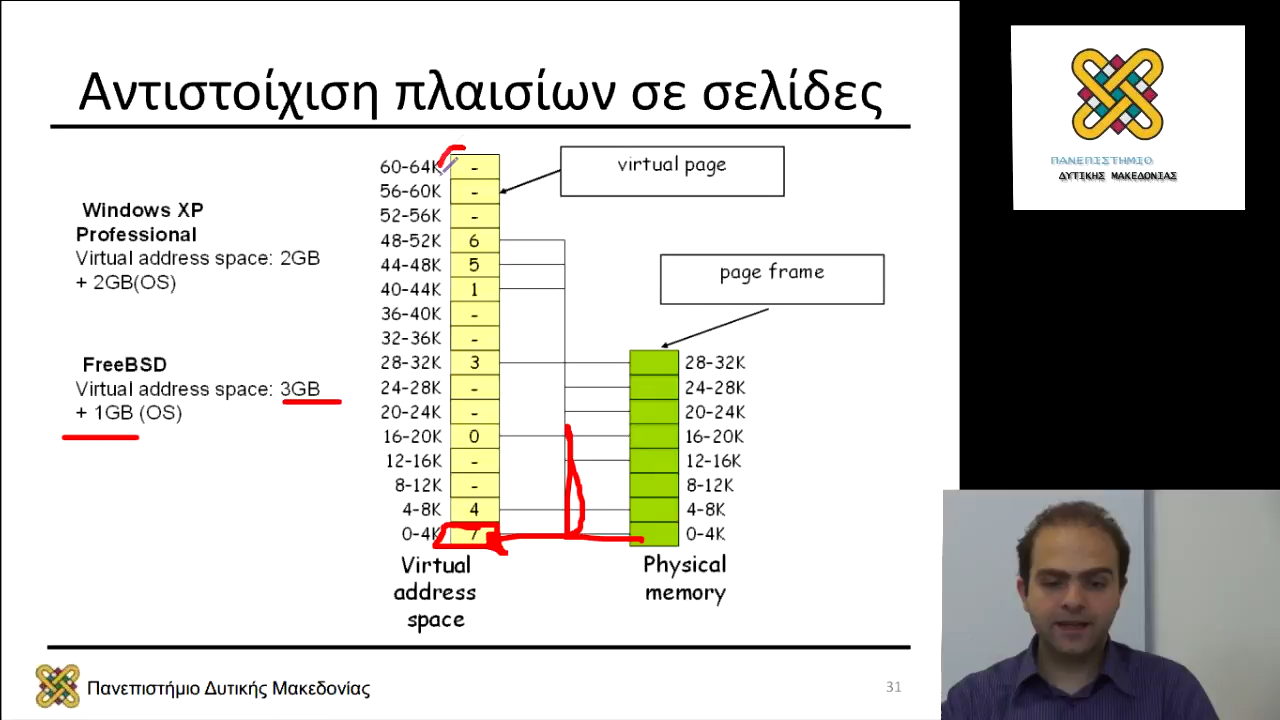 Αντιστοίχιση πλαισίων σε σελίδες
ΠΑΝΕΠΙΣΤΗΜΙΟ
ΔΥΤΙΚΗΣ ΜΑΚΕΔΟΝΙΑΣ
Windows XP
Professional
Virtual address space: 2GB
+ 2GB(OS)
FreeBSD
Virtual address space: 3GB
+ 1GB (OS)
60-64K -
56-60K -
52-56K -
48-52K 6
44-48K 5
40-44K 1
36-40K -
32-36K -
28-32K 3
24-28K -
20-24K -
16-20K 0
12-16K -
8-12K -
4-8K 4
0-4K 7
Virtual
address
space
virtual page
page frame
28-32K
24-28K
20-24K
16-20K
12-16K
8-12K
4-8K
0-4K
Physical
memory
Πανεπιστήμιο Δυτικής Μακεδονίας
31